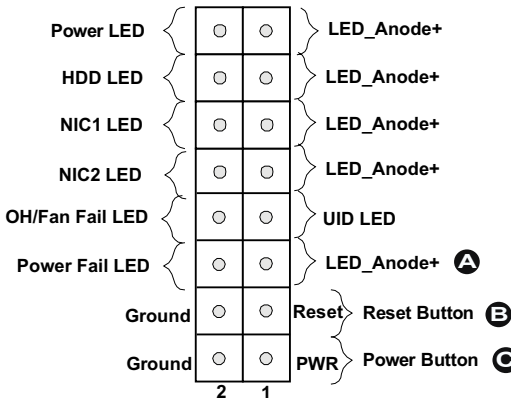 Power LED LED_Anode+
HDD LED LED_Anode+
NIC1 LED LED_Anode+
NIC2 LED LED_Anode+
OH/Fan Fail LED UID LED
Power Fail LED LED_Anode+ A
Ground Reset Reset Button B
Ground PWR Power Button C
2 1